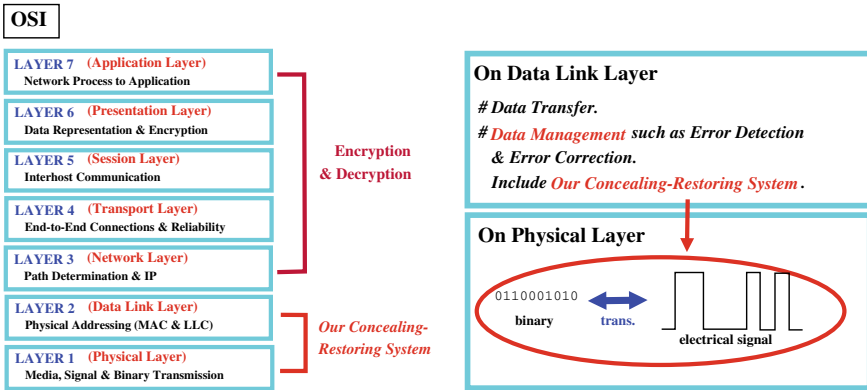 OSI
LAYER 7 (Application Layer)
Network Process to Application
LAYER 6 (Presentation Layer)
Data Representation & Encryption
LAYER 5 (Session Layer)
Interhost Communication
LAYER 4 (Transport Layer)
End-to-End Connections & Reliability
LAYER 3 (Network Layer)
Path Determination & IP
LAYER 2 (Data Link Layer)
Physical Addressing (MAC & LLC)
LAYER 1 (Physical Layer)
Media, Signal & Binary Transmission
Encryption
& Decryption
Our Concealing-
Restoring System
On Data Link Layer
# Data Transfer.
# Data Management such as Error Detection
& Error Correction.
Include Our Concealing-Restoring System.
On Physical Layer
0110001010
binary
trans.
electrical signal